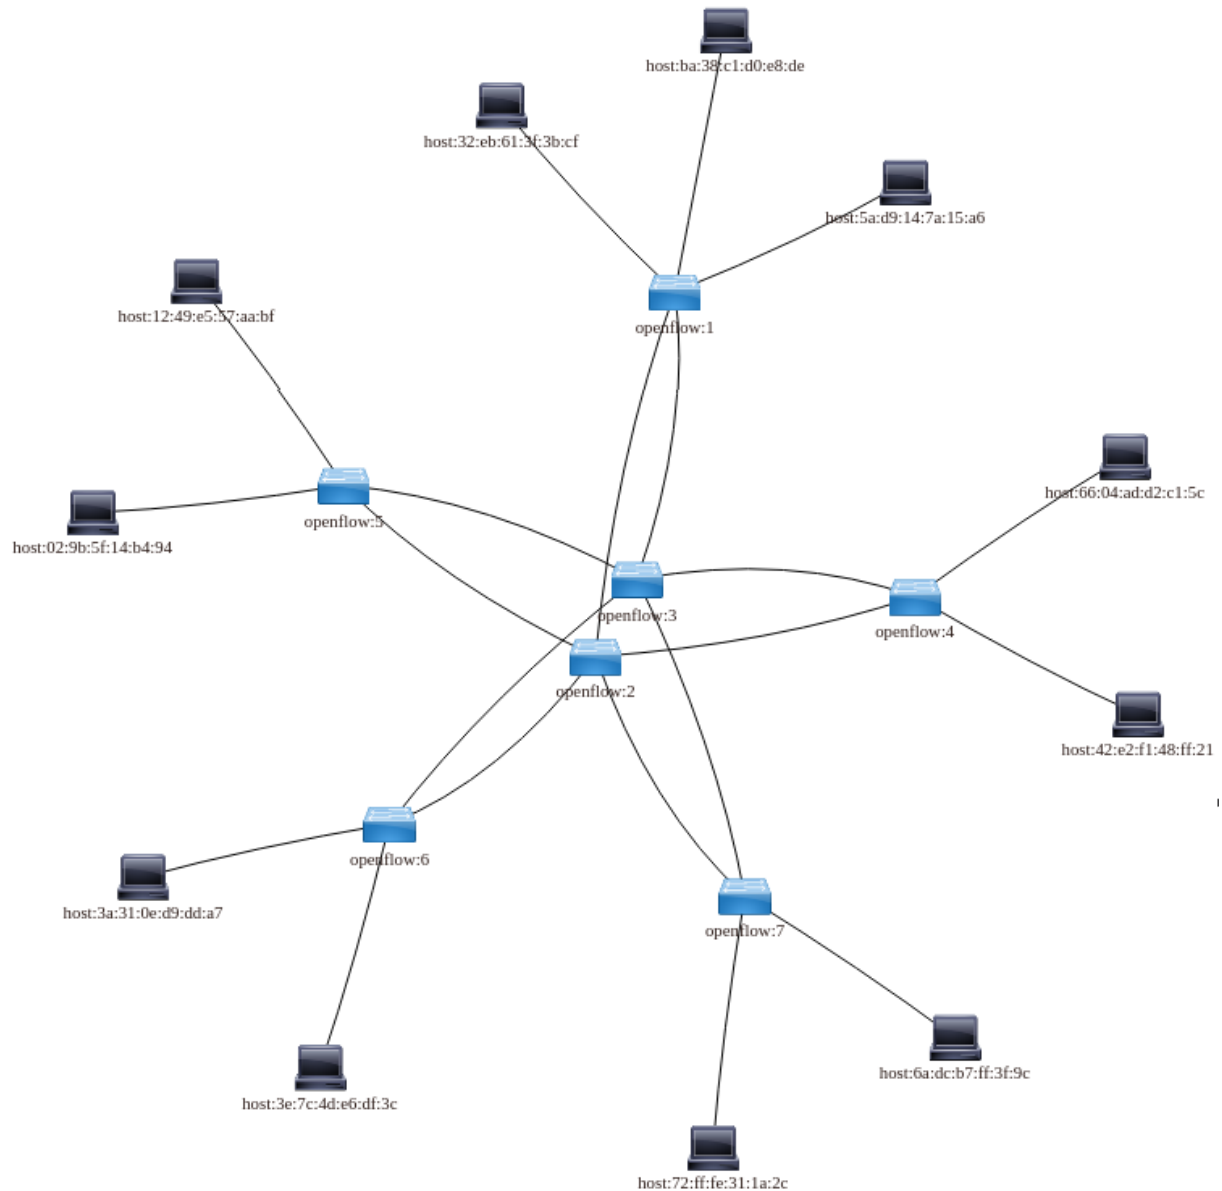 host:ba:38:c1:d0:e8:de
host:32:eb:61:3f:3b:cf
host:5a:d9:14:7a:15:a6
host:12:49:e5:57:aa:bf
openflow:1
host:66:04:ad:d2:c1:5c
openflow:5
host:02:9b:5f:14:b4:94
openflow:3
openflow:4
openflow:2
host:42:e2:f1:48:ff:21
openflow:6
host:3a:31:0e:d9:dd:a7
openflow:7
host:6a:dc:b7:ff:3f:9c
host:3e:7c:4d:e6:df:3c
host:72:ff:fe:31:1a:2c